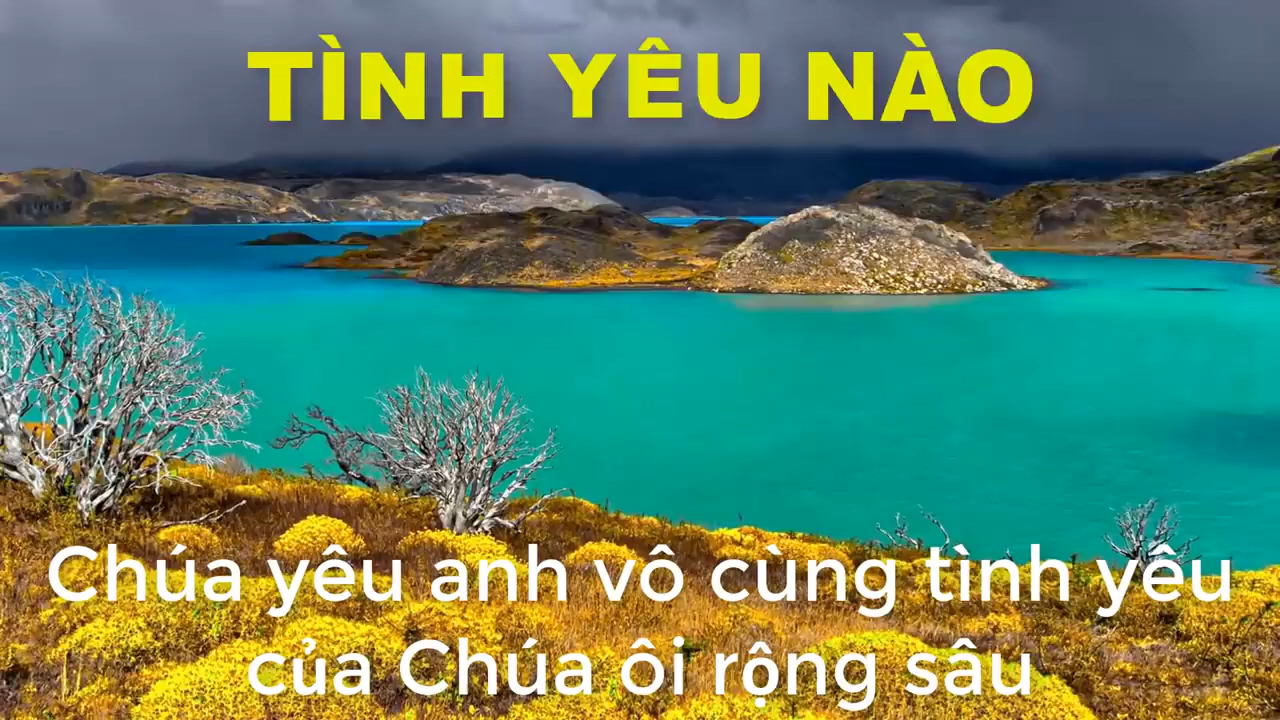 TÌNH YÊU NÀO
Chúa yêu anh vô cùng tình yêu
của Chúa ôi rộng sâu